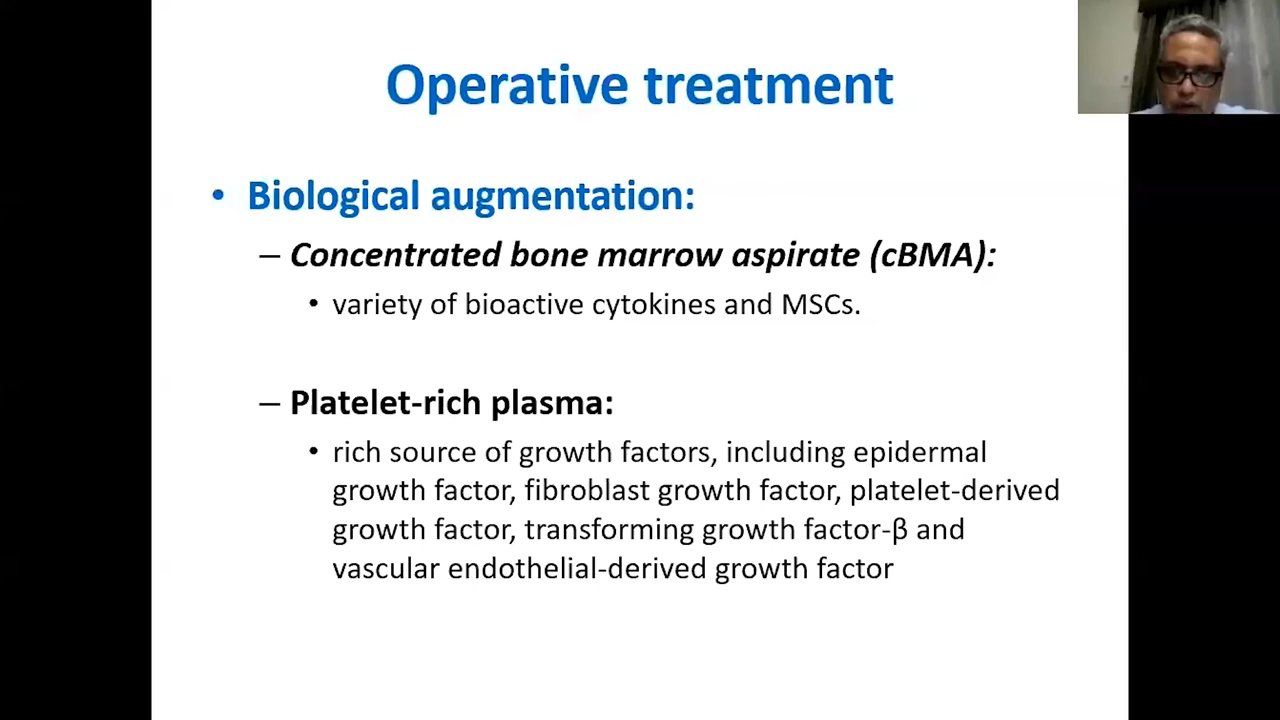 Operative treatment
• Biological augmentation:
– Concentrated bone marrow aspirate (cBMA):
• variety of bioactive cytokines and MSCs.
– Platelet-rich plasma:
• rich source of growth factors, including epidermal
growth factor, fibroblast growth factor, platelet-derived
growth factor, transforming growth factor-β and
vascular endothelial-derived growth factor